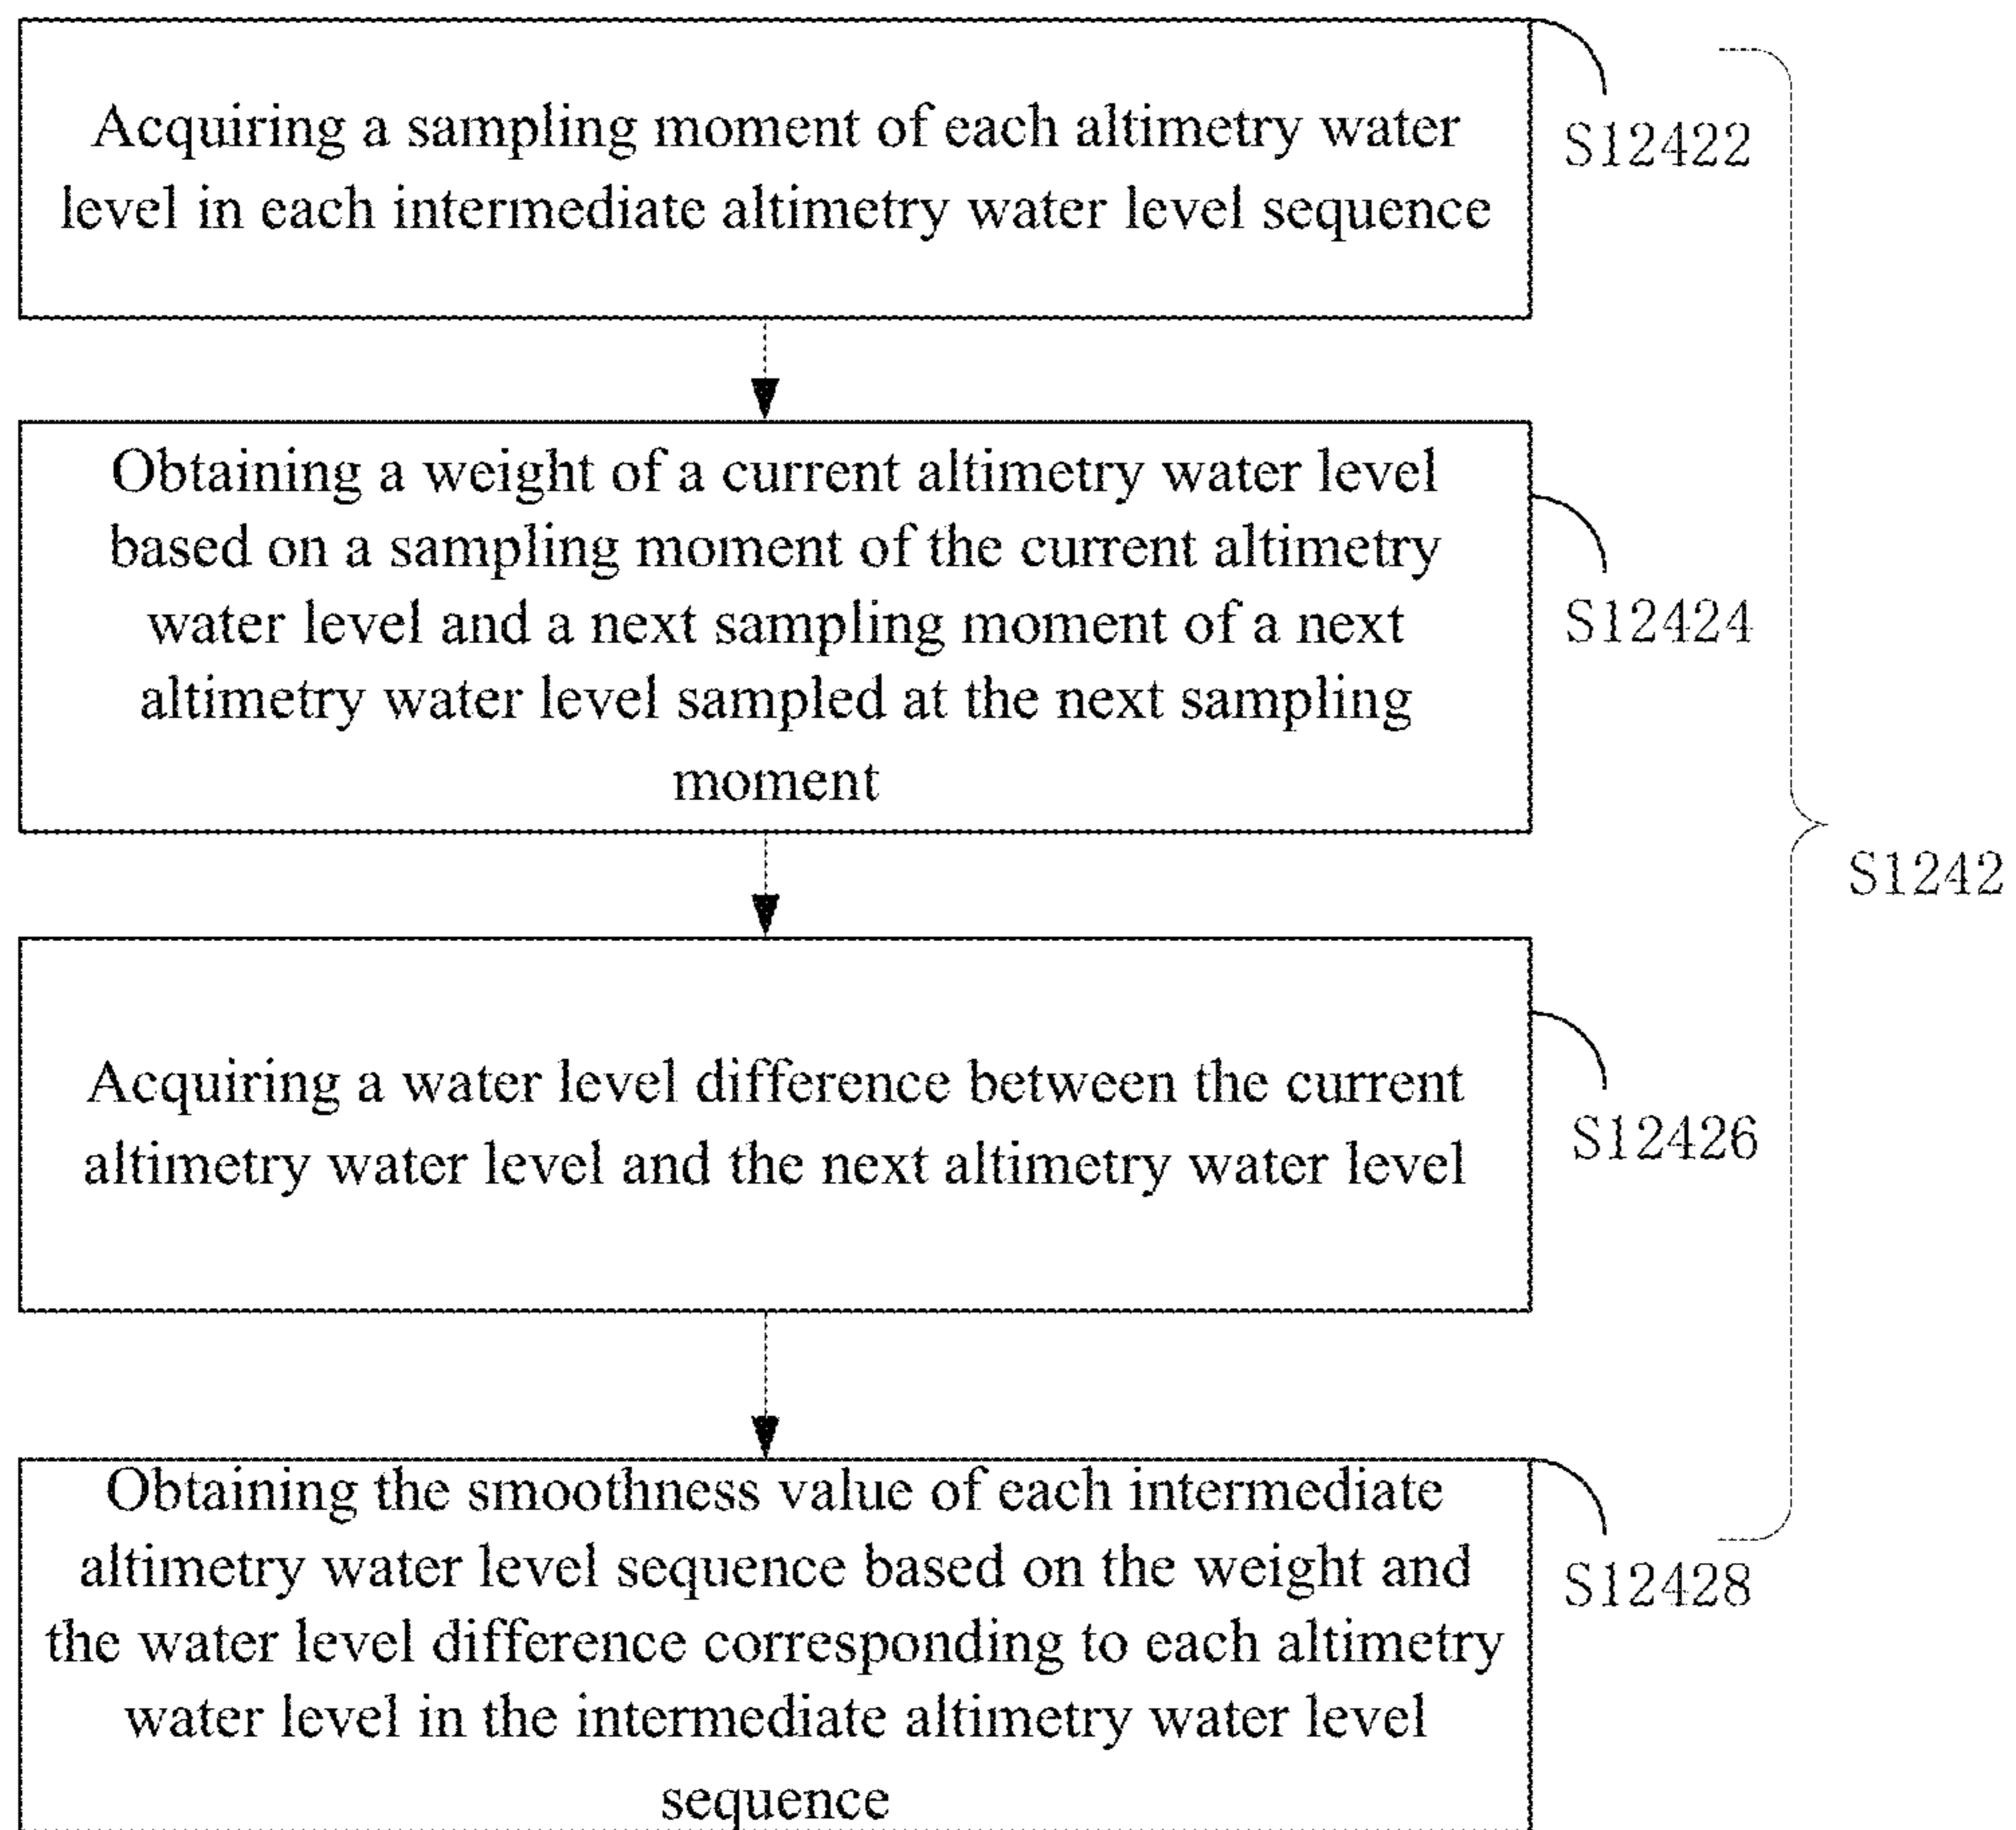 Acquiring a sampling moment of each altimetry water
level in each intermediate altimetry water level sequence
S12422
Obtaining a weight of a current altimetry water level
based on a sampling moment of the current altimetry
water level and a next sampling moment of a next
altimetry water level sampled at the next sampling
moment
S12424
S1242
Acquiring a water level difference between the current
altimetry water level and the next altimetry water level
S12426
Obtaining the smoothness value of each intermediate
altimetry water level sequence based on the weight and
the water level difference corresponding to each altimetry
water level in the intermediate altimetry water level
sequence
S12428